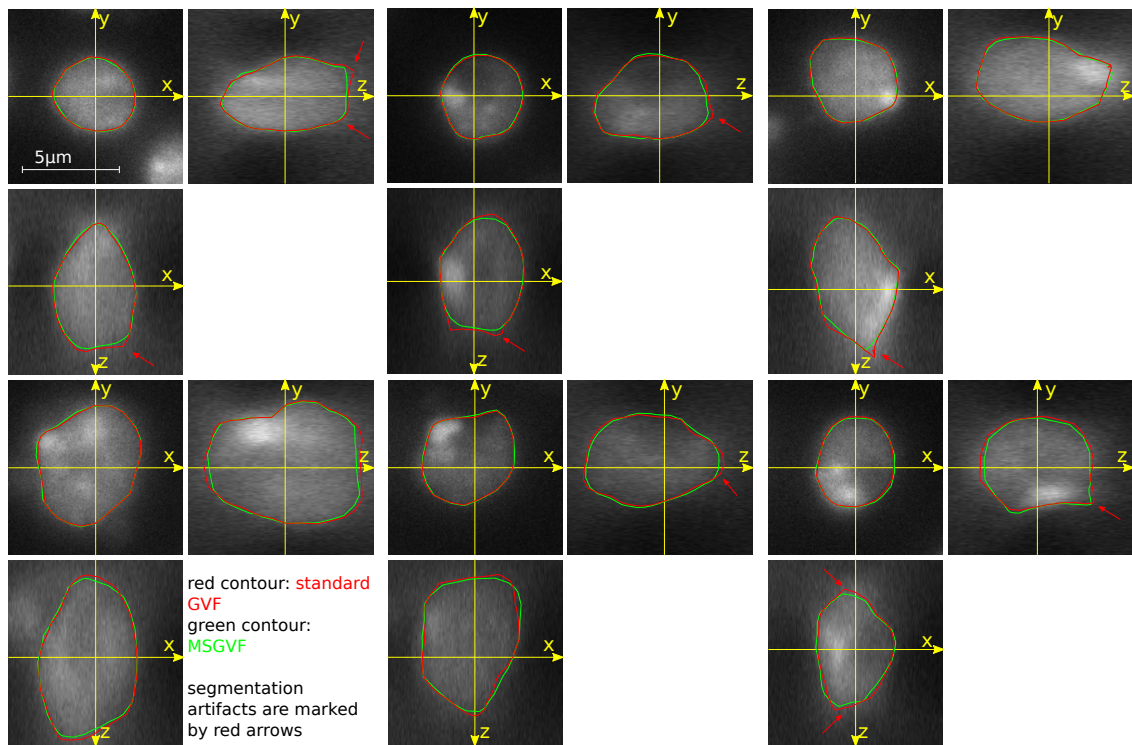 y
x
5μm
y
z
y
x
y
z
y
x
y
z
x
z
x
z
x
z
y
x
y
z
y
x
y
z
y
x
y
z
x
z
red contour: standard
GVF
green contour:
MSGVF
segmentation
artifacts are marked
by red arrows
x
z
x
z